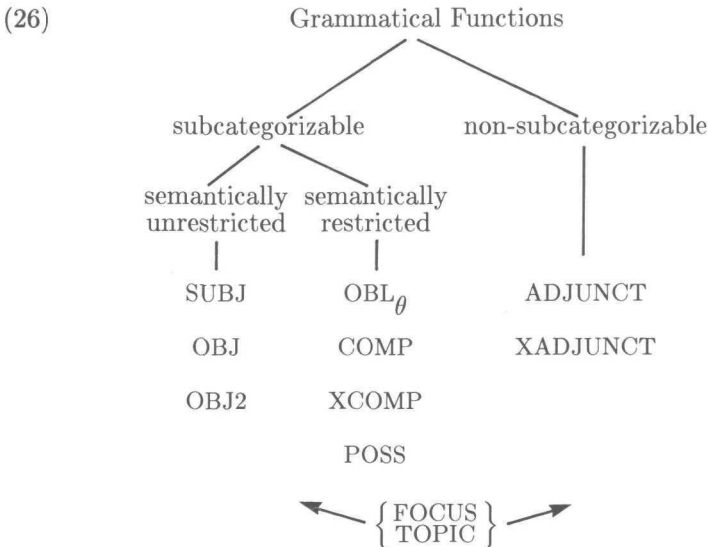 (26) Grammatical Functions
subcategorizable non-subcategorizable
semantically semantically
unrestricted restricted
SUBJ OBLθ ADJUNCT
OBJ COMP XADJUNCT
OBJ2 XCOMP
POSS
{ FOCUS
TOPIC }